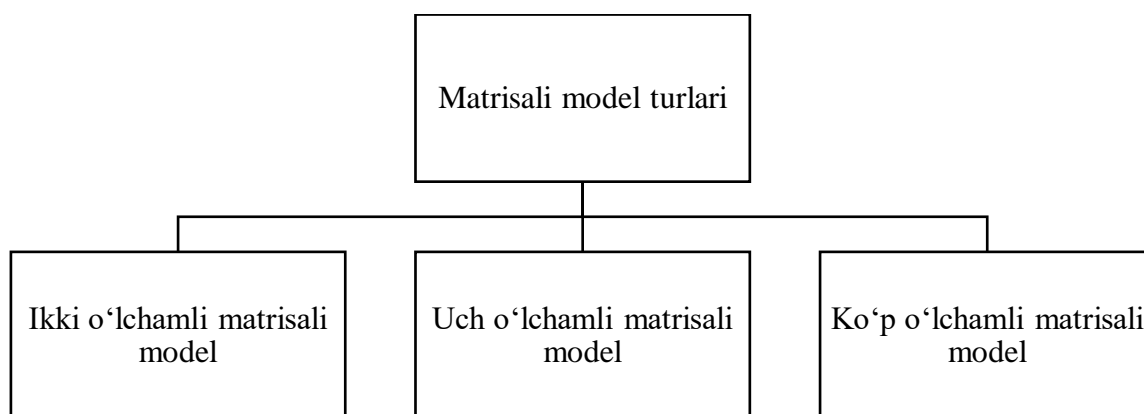 Matrisali model turlari
Ikki o‘lchamli matrisali
model
Uch o‘lchamli matrisali
model
Ko‘p o‘lchamli matrisali
model